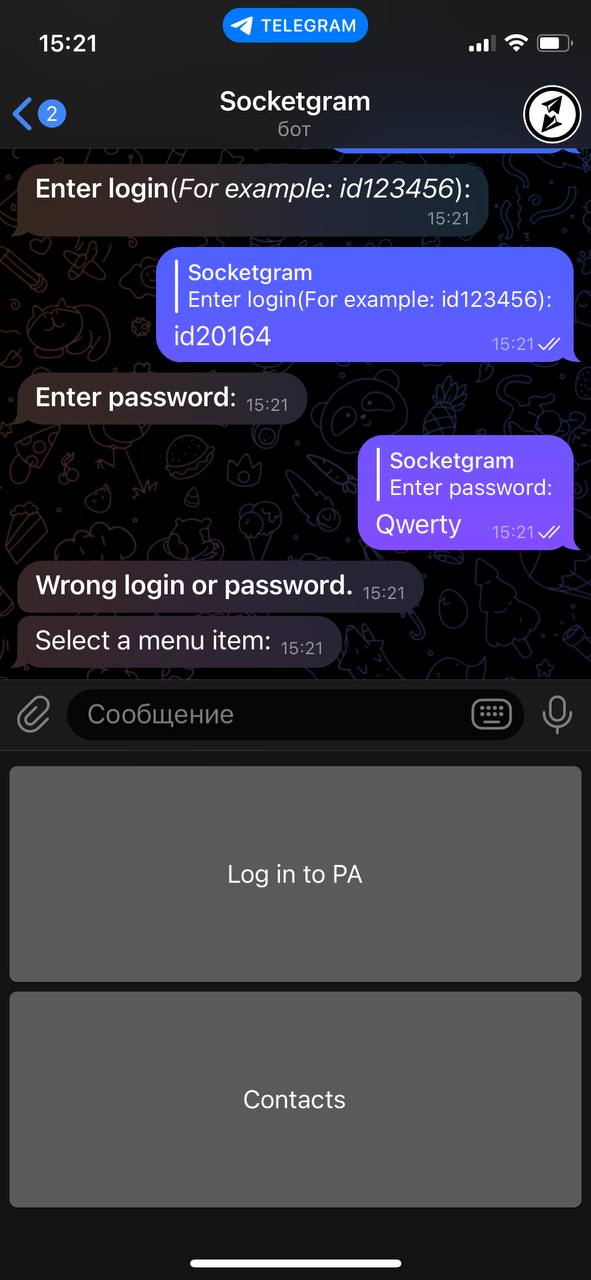 15:21
TELEGRAM
2
Socketgram
бот
Enter login(For example: id123456):
15:21
Socketgram
Enter login(For example: id123456):
id20164
15:21
Enter password: 15:21
Socketgram
Enter password:
Qwerty 15:21
Wrong login or password. 15:21
Select a menu item: 15:21
Сообщение
Log in to PA
Contacts